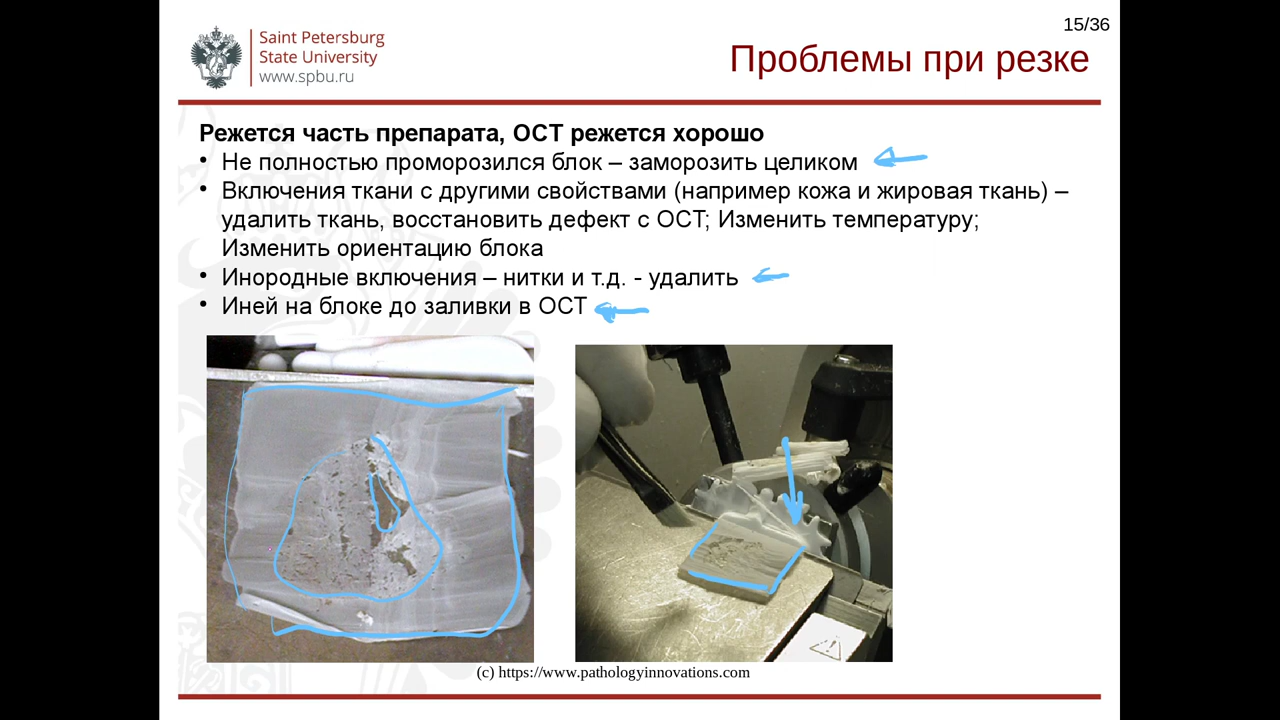 15/36
Saint Petersburg
State University
www.spbu.ru
Проблемы при резке
Режется часть препарата, ОСТ режется хорошо
• Не полностью проморозился блок – заморозить целиком
• Включения ткани с другими свойствами (например кожа и жировая ткань) –
удалить ткань, восстановить дефект с ОСТ; Изменить температуру;
Изменить ориентацию блока
• Инородные включения – нитки и т.д. - удалить
• Иней на блоке до заливки в ОСТ
(c) https://www.pathologyinnovations.com